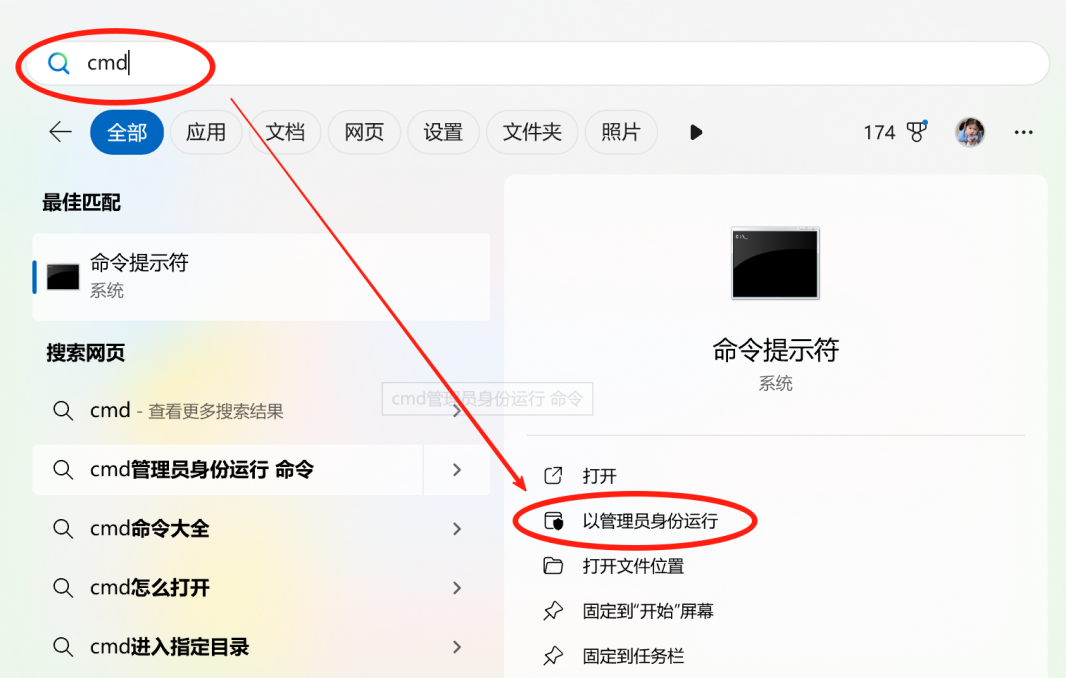 cmd
全部 应用 文档 网页 设置 文件夹 照片 174
最佳匹配
命令提示符
系统
搜索网页
cmd - 查看更多搜索结果
cmd管理员身份运行 命令
cmd管理员身份运行 命令
cmd命令大全
cmd怎么打开
cmd进入指定目录
命令提示符
系统
打开
以管理员身份运行
打开文件位置
固定到“开始”屏幕
固定到任务栏